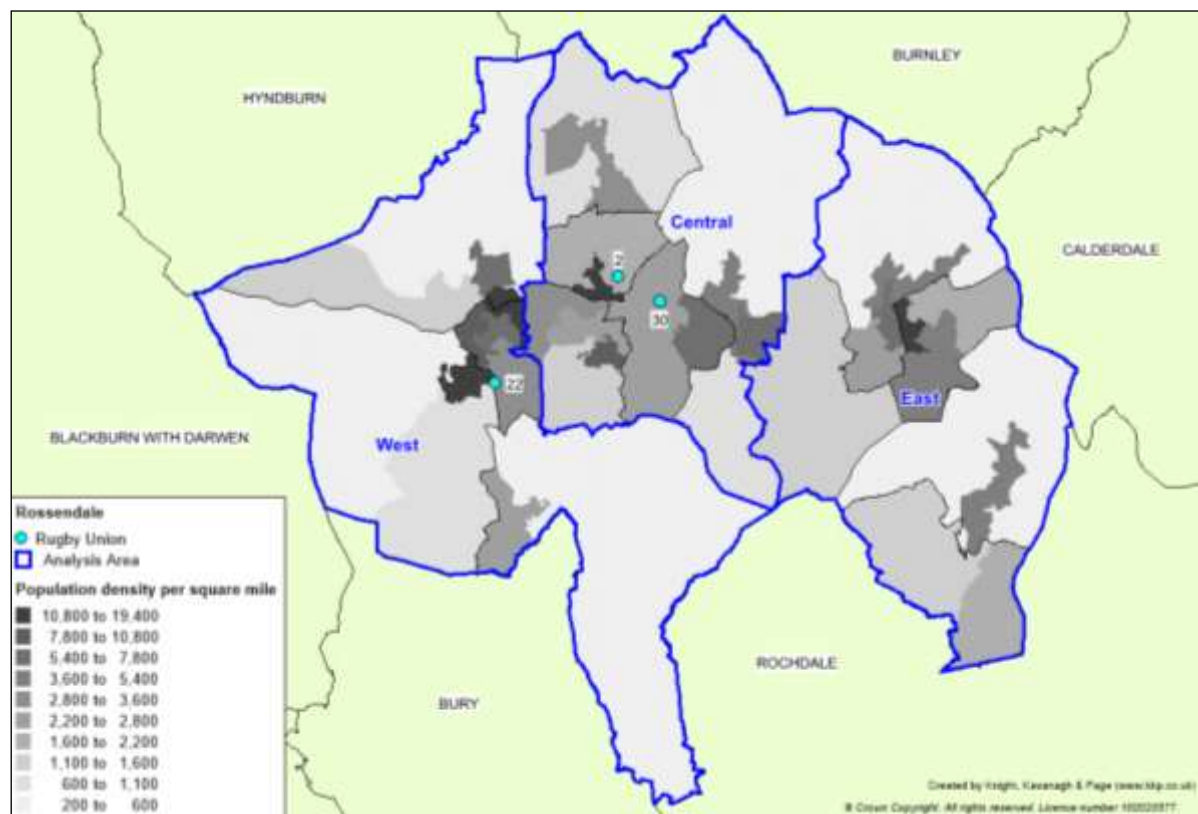 BURNLEY
HYNDBURN
Central
CALDERDALE
2
30
22
East
West
BLACKBURN WITH DARWEN
ROCHDALE
BURY
Rossendale
Rugby Union
Analysis Area
Population density per square mile
10,800 to 19,400
7,800 to 10,800
5,400 to 7,800
3,600 to 5,400
2,800 to 3,600
2,200 to 2,800
1,600 to 2,200
1,100 to 1,600
600 to 1,100
200 to 600
Created by Knight, Kavanagh & Page (www.kkp.co.uk)
© Crown Copyright. All rights reserved. Licence number